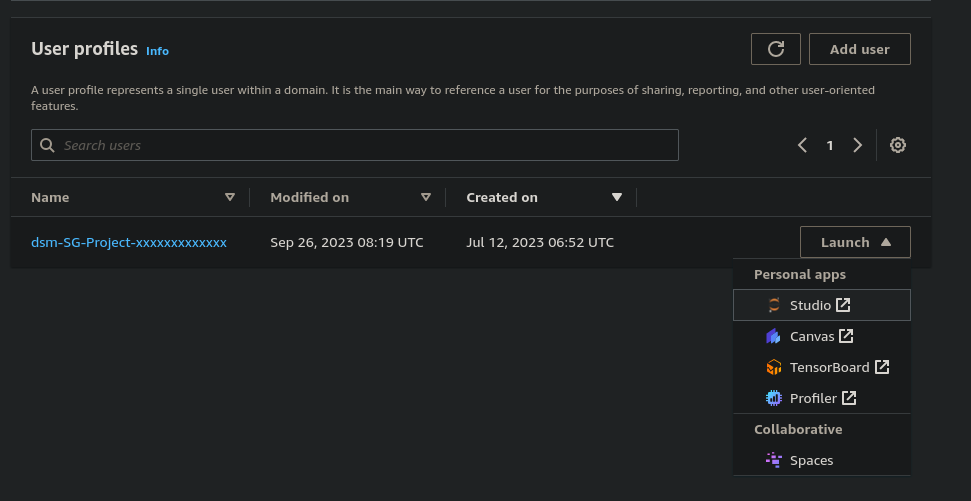 User profiles Info
Add user
A user profile represents a single user within a domain. It is the main way to reference a user for the purposes of sharing, reporting, and other user-oriented
features.
Search users
1
Name Modified on Created on
dsm-SG-Project-xxxxxxxxxxxxx Sep 26, 2023 08:19 UTC Jul 12, 2023 06:52 UTC Launch
Personal apps
Studio
Canvas
TensorBoard
Profiler
Collaborative
Spaces